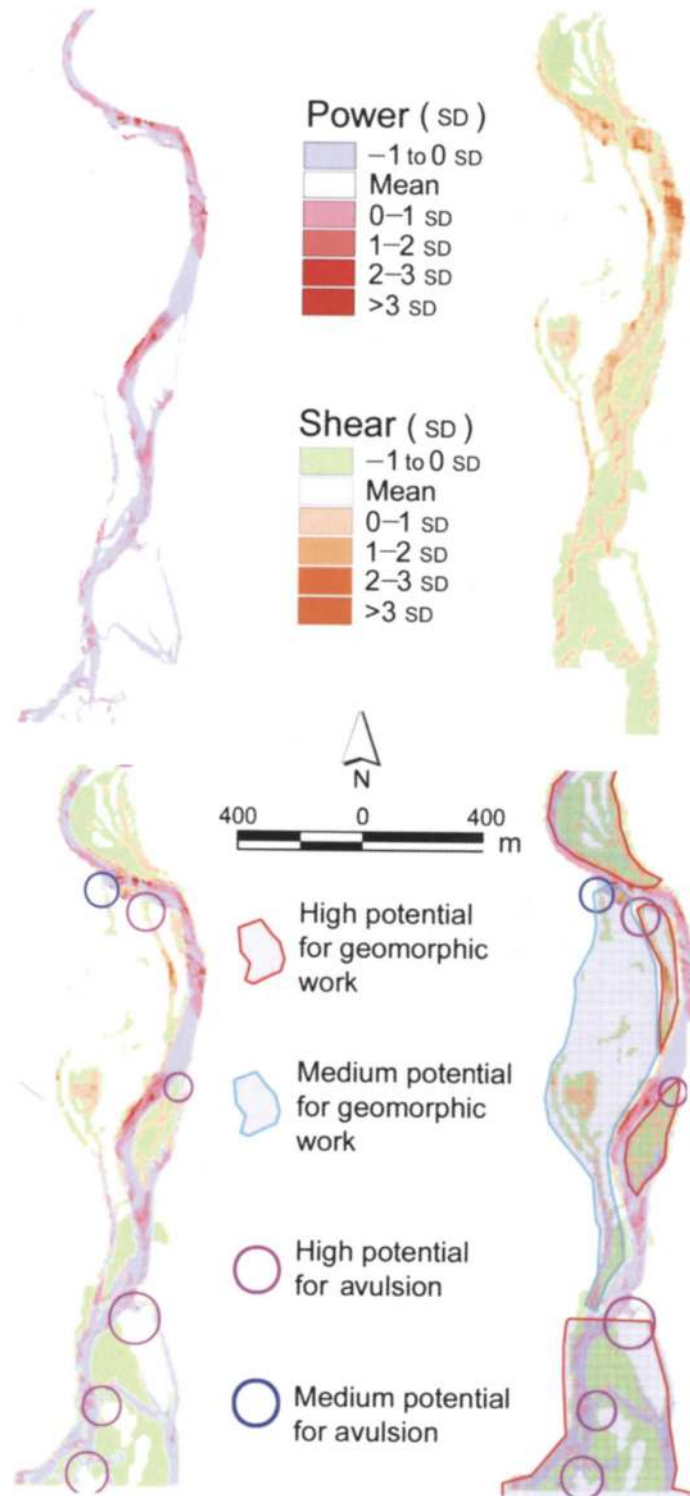 Power (SD)
−1 to 0 SD
Mean
0–1 SD
1–2 SD
2–3 SD
>3 SD
Shear (SD)
−1 to 0 SD
Mean
0–1 SD
1–2 SD
2–3 SD
>3 SD
N
400 0 400
m
High potential
for geomorphic
work
Medium potential
for geomorphic
work
High potential
for avulsion
Medium potential
for avulsion